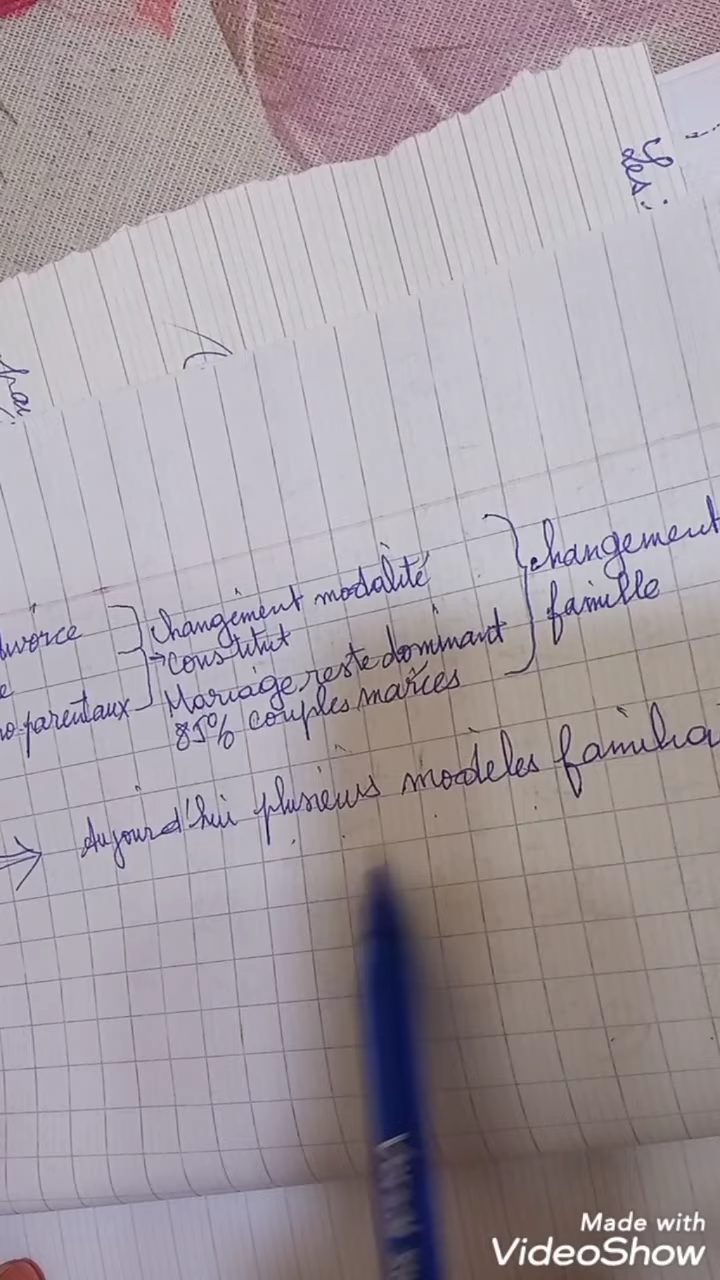 Les:
divorce
changement modalité
constitut
changement
famille
e
no-parentaux
Mariage reste dominant
85% couples mariés
⇒ Aujourd'hui plusieurs modèles familia
Made with
VideoShow